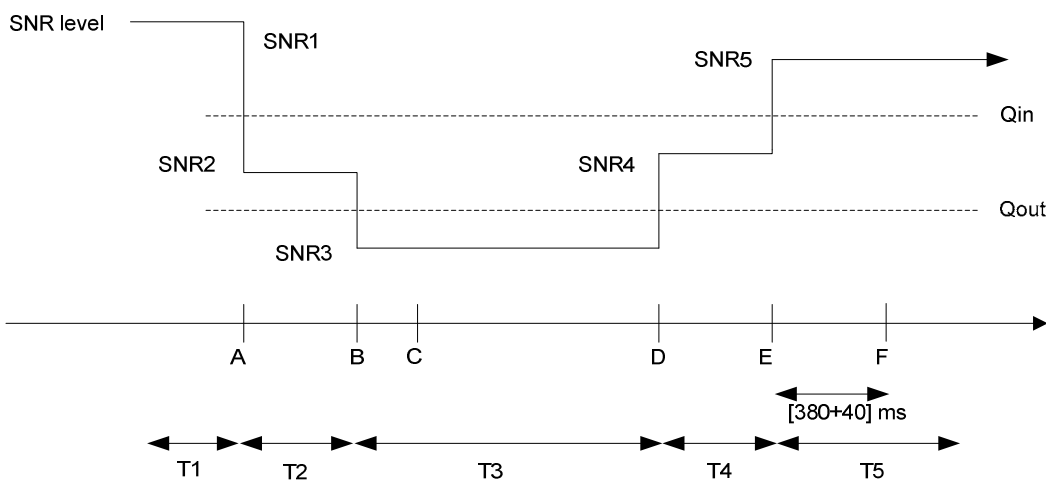 SNR level
SNR1
SNR5
Qin
SNR2
SNR4
Qout
SNR3
A
B
C
D
E
F
[380+40] ms
T1
T2
T3
T4
T5